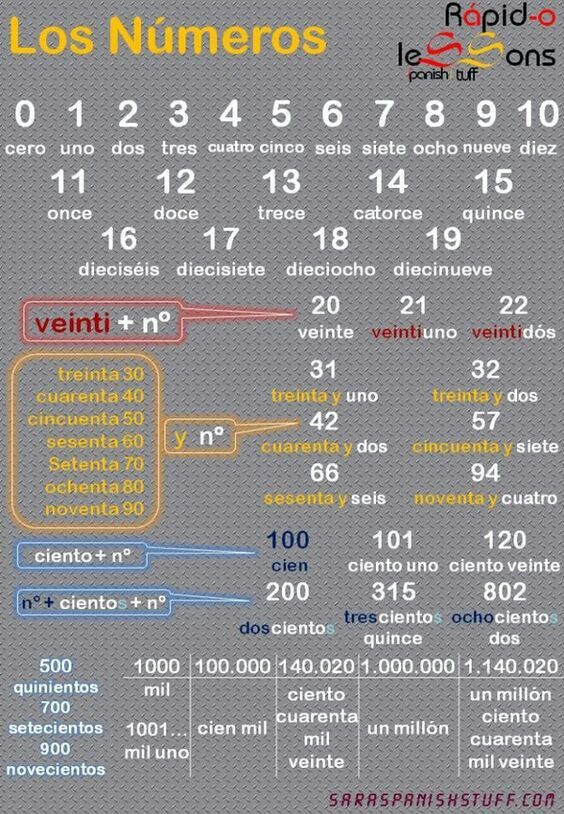 Los Números
Rápid-o
leSSons
Spanish Stuff
0 1 2 3 4 5 6 7 8 9 10
cero uno dos tres cuatro cinco seis siete ocho nueve diez
11 12 13 14 15
once doce trece catorce quince
16 17 18 19
dieciséis diecisiete dieciocho diecinueve
veinti + nº
20 21 22
veinte veintiuno veintidós
treinta 30
cuarenta 40
cincuenta 50
sesenta 60
Setenta 70
ochenta 80
noventa 90
y nº
31 32
treinta y uno treinta y dos
42 57
cuarenta y dos cincuenta y siete
66 94
sesenta y seis noventa y cuatro
ciento + nº
100 101 120
cien ciento uno ciento veinte
nº + cientos + nº
200 315 802
doscientos trescientos ochocientos
quince dos
500
quinientos
700
setecientos
900
novecientos
1000 100.000 140.020 1.000.000 1.140.020
mil
1001...
mil uno
cien mil
ciento
cuarenta
mil
veinte
un millón
un millón
ciento
cuarenta
mil veinte
SARASPANISHSTUFF.COM